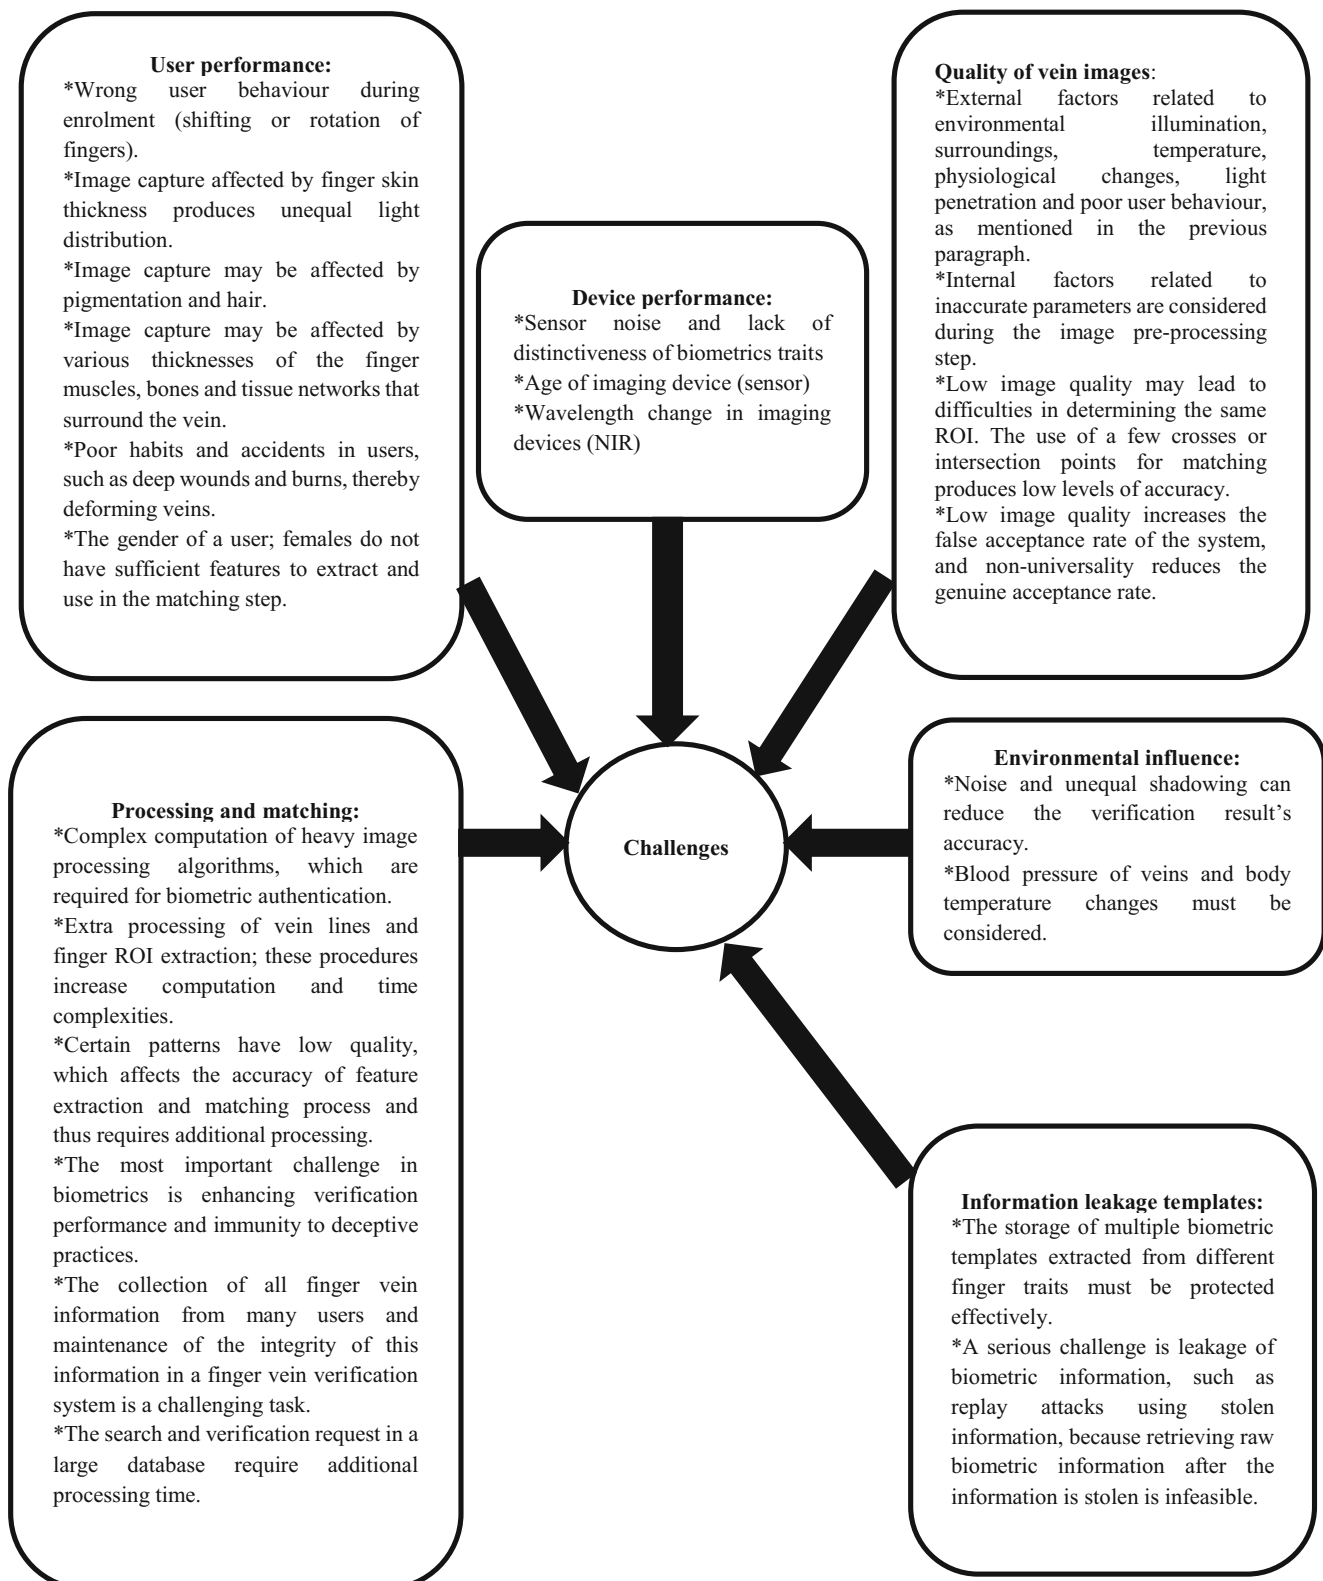 User performance:
*Wrong user behaviour during
enrolment (shifting or rotation of
fingers).
*Image capture affected by finger skin
thickness produces unequal light
distribution.
*Image capture may be affected by
pigmentation and hair.
*Image capture may be affected by
various thicknesses of the finger
muscles, bones and tissue networks that
surround the vein.
*Poor habits and accidents in users,
such as deep wounds and burns, thereby
deforming veins.
*The gender of a user; females do not
have sufficient features to extract and
use in the matching step.
Device performance:
*Sensor noise and lack of
distinctiveness of biometrics traits
*Age of imaging device (sensor)
*Wavelength change in imaging
devices (NIR)
Quality of vein images:
*External factors related to
environmental illumination,
surroundings, temperature,
physiological changes, light
penetration and poor user behaviour,
as mentioned in the previous
paragraph.
*Internal factors related to
inaccurate parameters are considered
during the image pre-processing
step.
*Low image quality may lead to
difficulties in determining the same
ROI. The use of a few crosses or
intersection points for matching
produces low levels of accuracy.
*Low image quality increases the
false acceptance rate of the system,
and non-universality reduces the
genuine acceptance rate.
Processing and matching:
*Complex computation of heavy image
processing algorithms, which are
required for biometric authentication.
*Extra processing of vein lines and
finger ROI extraction; these procedures
increase computation and time
complexities.
*Certain patterns have low quality,
which affects the accuracy of feature
extraction and matching process and
thus requires additional processing.
*The most important challenge in
biometrics is enhancing verification
performance and immunity to deceptive
practices.
*The collection of all finger vein
information from many users and
maintenance of the integrity of this
information in a finger vein verification
system is a challenging task.
*The search and verification request in a
large database require additional
processing time.
Challenges
Environmental influence:
*Noise and unequal shadowing can
reduce the verification result's
accuracy.
*Blood pressure of veins and body
temperature changes must be
considered.
Information leakage templates:
*The storage of multiple biometric
templates extracted from different
finger traits must be protected
effectively.
*A serious challenge is leakage of
biometric information, such as
replay attacks using stolen
information, because retrieving raw
biometric information after the
information is stolen is infeasible.